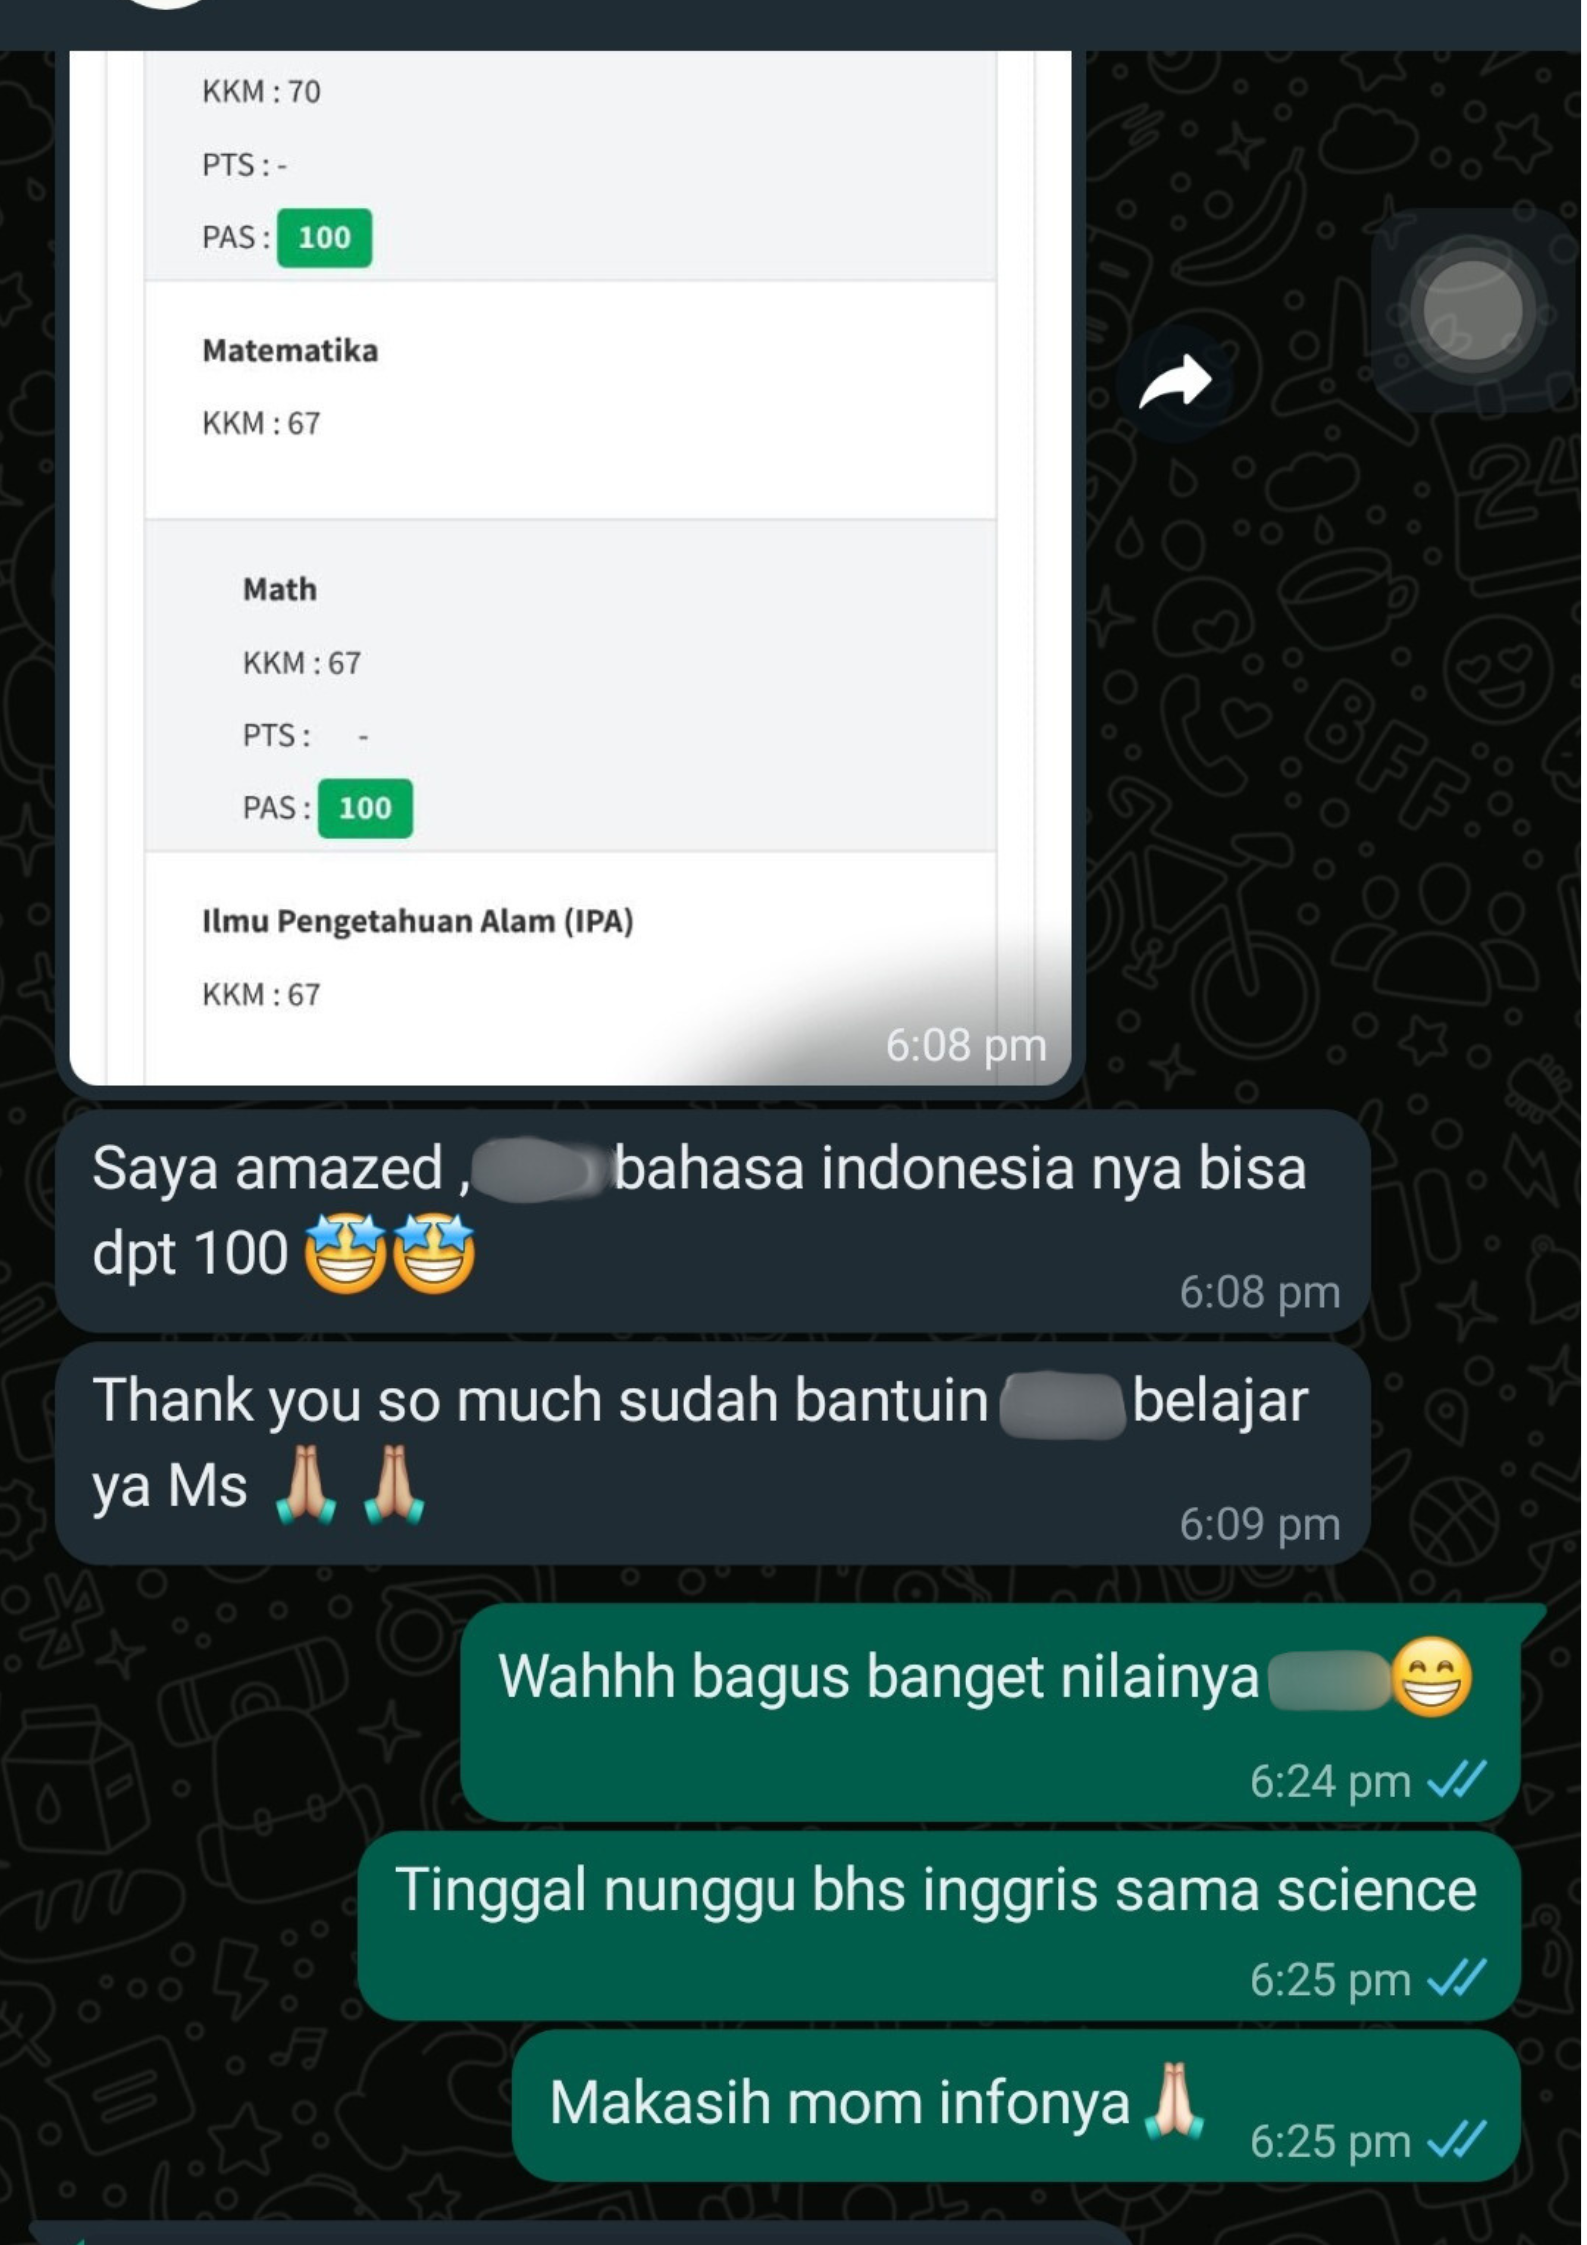 KKM : 70
PTS : -
PAS : 100
Matematika
KKM : 67
Math
KKM : 67
PTS : -
PAS : 100
Ilmu Pengetahuan Alam (IPA)
KKM : 67
6:08 pm
Saya amazed , bahasa indonesia nya bisa
dpt 100 🤩🤩
6:08 pm
Thank you so much sudah bantuin belajar
ya Ms 🙏🏼 🙏🏼
6:09 pm
Wahhh bagus banget nilainya 😁
6:24 pm
Tinggal nunggu bhs inggris sama science
6:25 pm
Makasih mom infonya 🙏🏻
6:25 pm